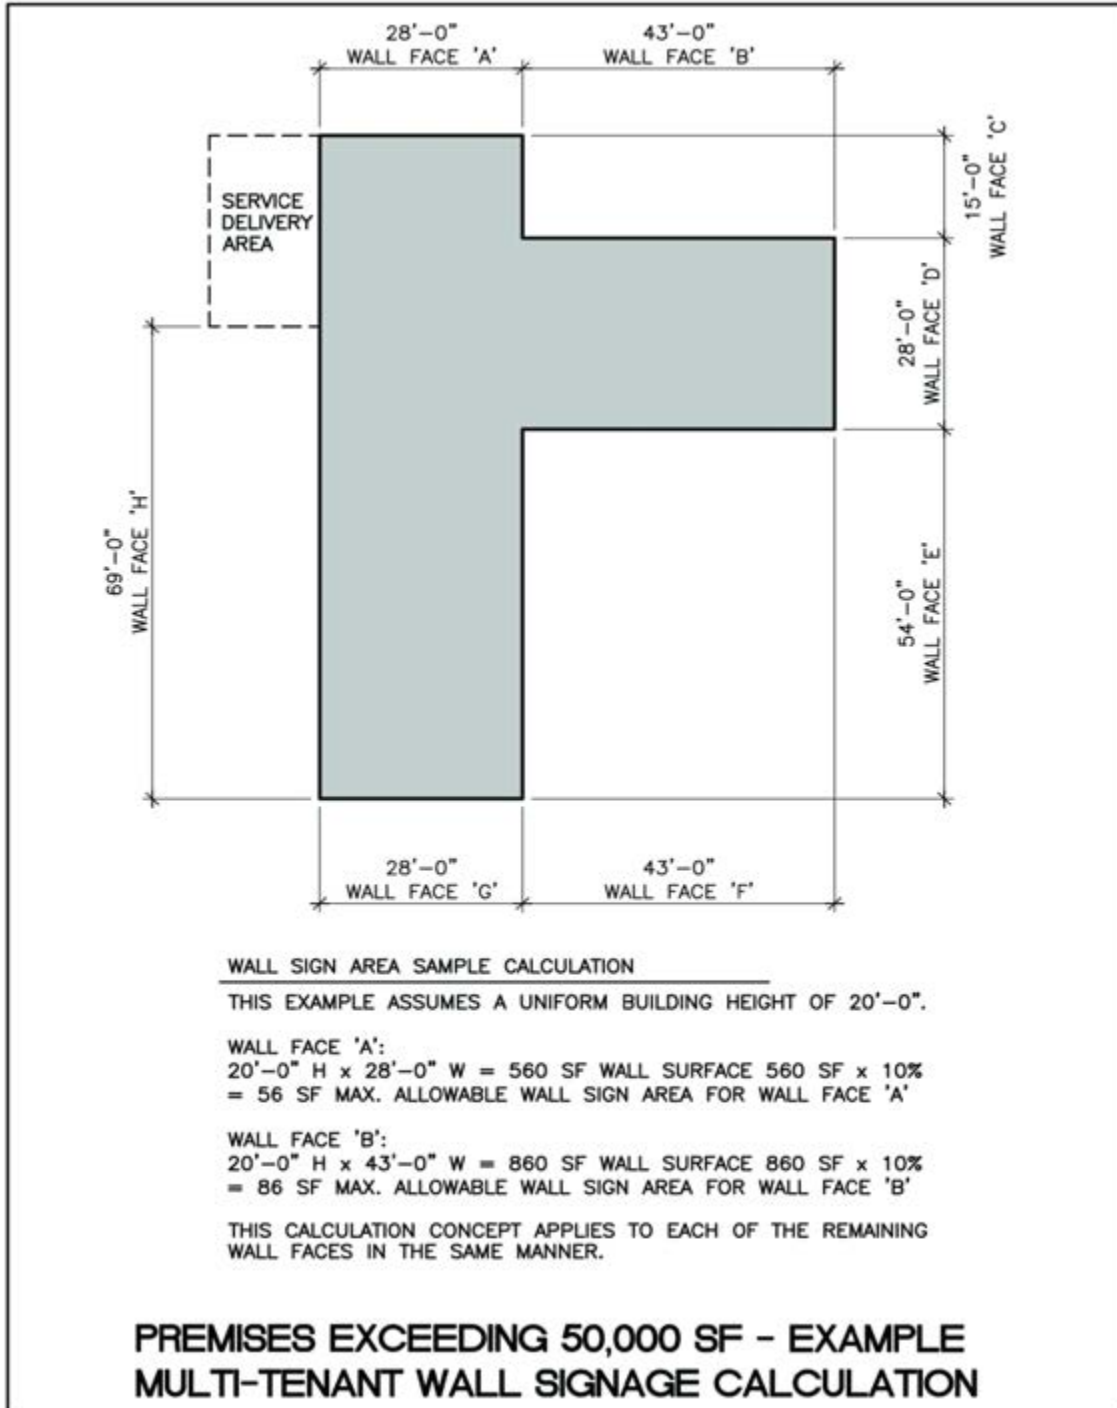 28'-0"
WALL FACE 'A'
43'-0"
WALL FACE 'B'
15'-0"
WALL FACE 'C'
SERVICE
DELIVERY
AREA
28'-0"
WALL FACE 'D'
69'-0"
WALL FACE 'H'
54'-0"
WALL FACE 'E'
28'-0"
WALL FACE 'G'
43'-0"
WALL FACE 'F'
WALL SIGN AREA SAMPLE CALCULATION
THIS EXAMPLE ASSUMES A UNIFORM BUILDING HEIGHT OF 20'-0".
WALL FACE 'A':
20'-0" H x 28'-0" W = 560 SF WALL SURFACE 560 SF x 10%
= 56 SF MAX. ALLOWABLE WALL SIGN AREA FOR WALL FACE 'A'
WALL FACE 'B':
20'-0" H x 43'-0" W = 860 SF WALL SURFACE 860 SF x 10%
= 86 SF MAX. ALLOWABLE WALL SIGN AREA FOR WALL FACE 'B'
THIS CALCULATION CONCEPT APPLIES TO EACH OF THE REMAINING
WALL FACES IN THE SAME MANNER.
PREMISES EXCEEDING 50,000 SF - EXAMPLE
MULTI-TENANT WALL SIGNAGE CALCULATION